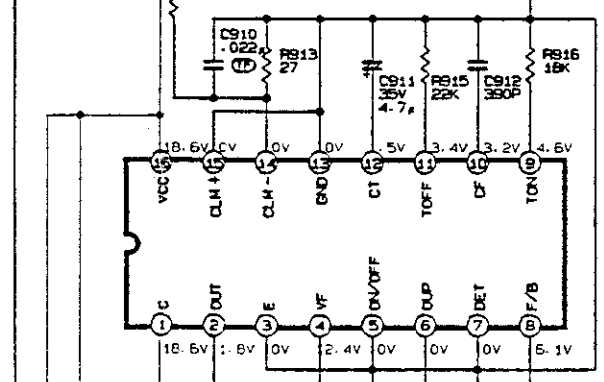 C910
.022µ
TF
R913
27
C911
35V
4.7µ
R915
22K
C912
390P
R916
18K
18.6V 0V 0V 0V .5V 3.4V 3.2V 4.6V
16 15 14 13 12 11 10 9
VCC CLM+ CLM- GND CT TOFF CF TON
C OUT E VF ON/OFF OUP DET F/B
1 2 3 4 5 6 7 8
18.6V 1.8V 0V 2.4V 0V 0V 0V 6.1V